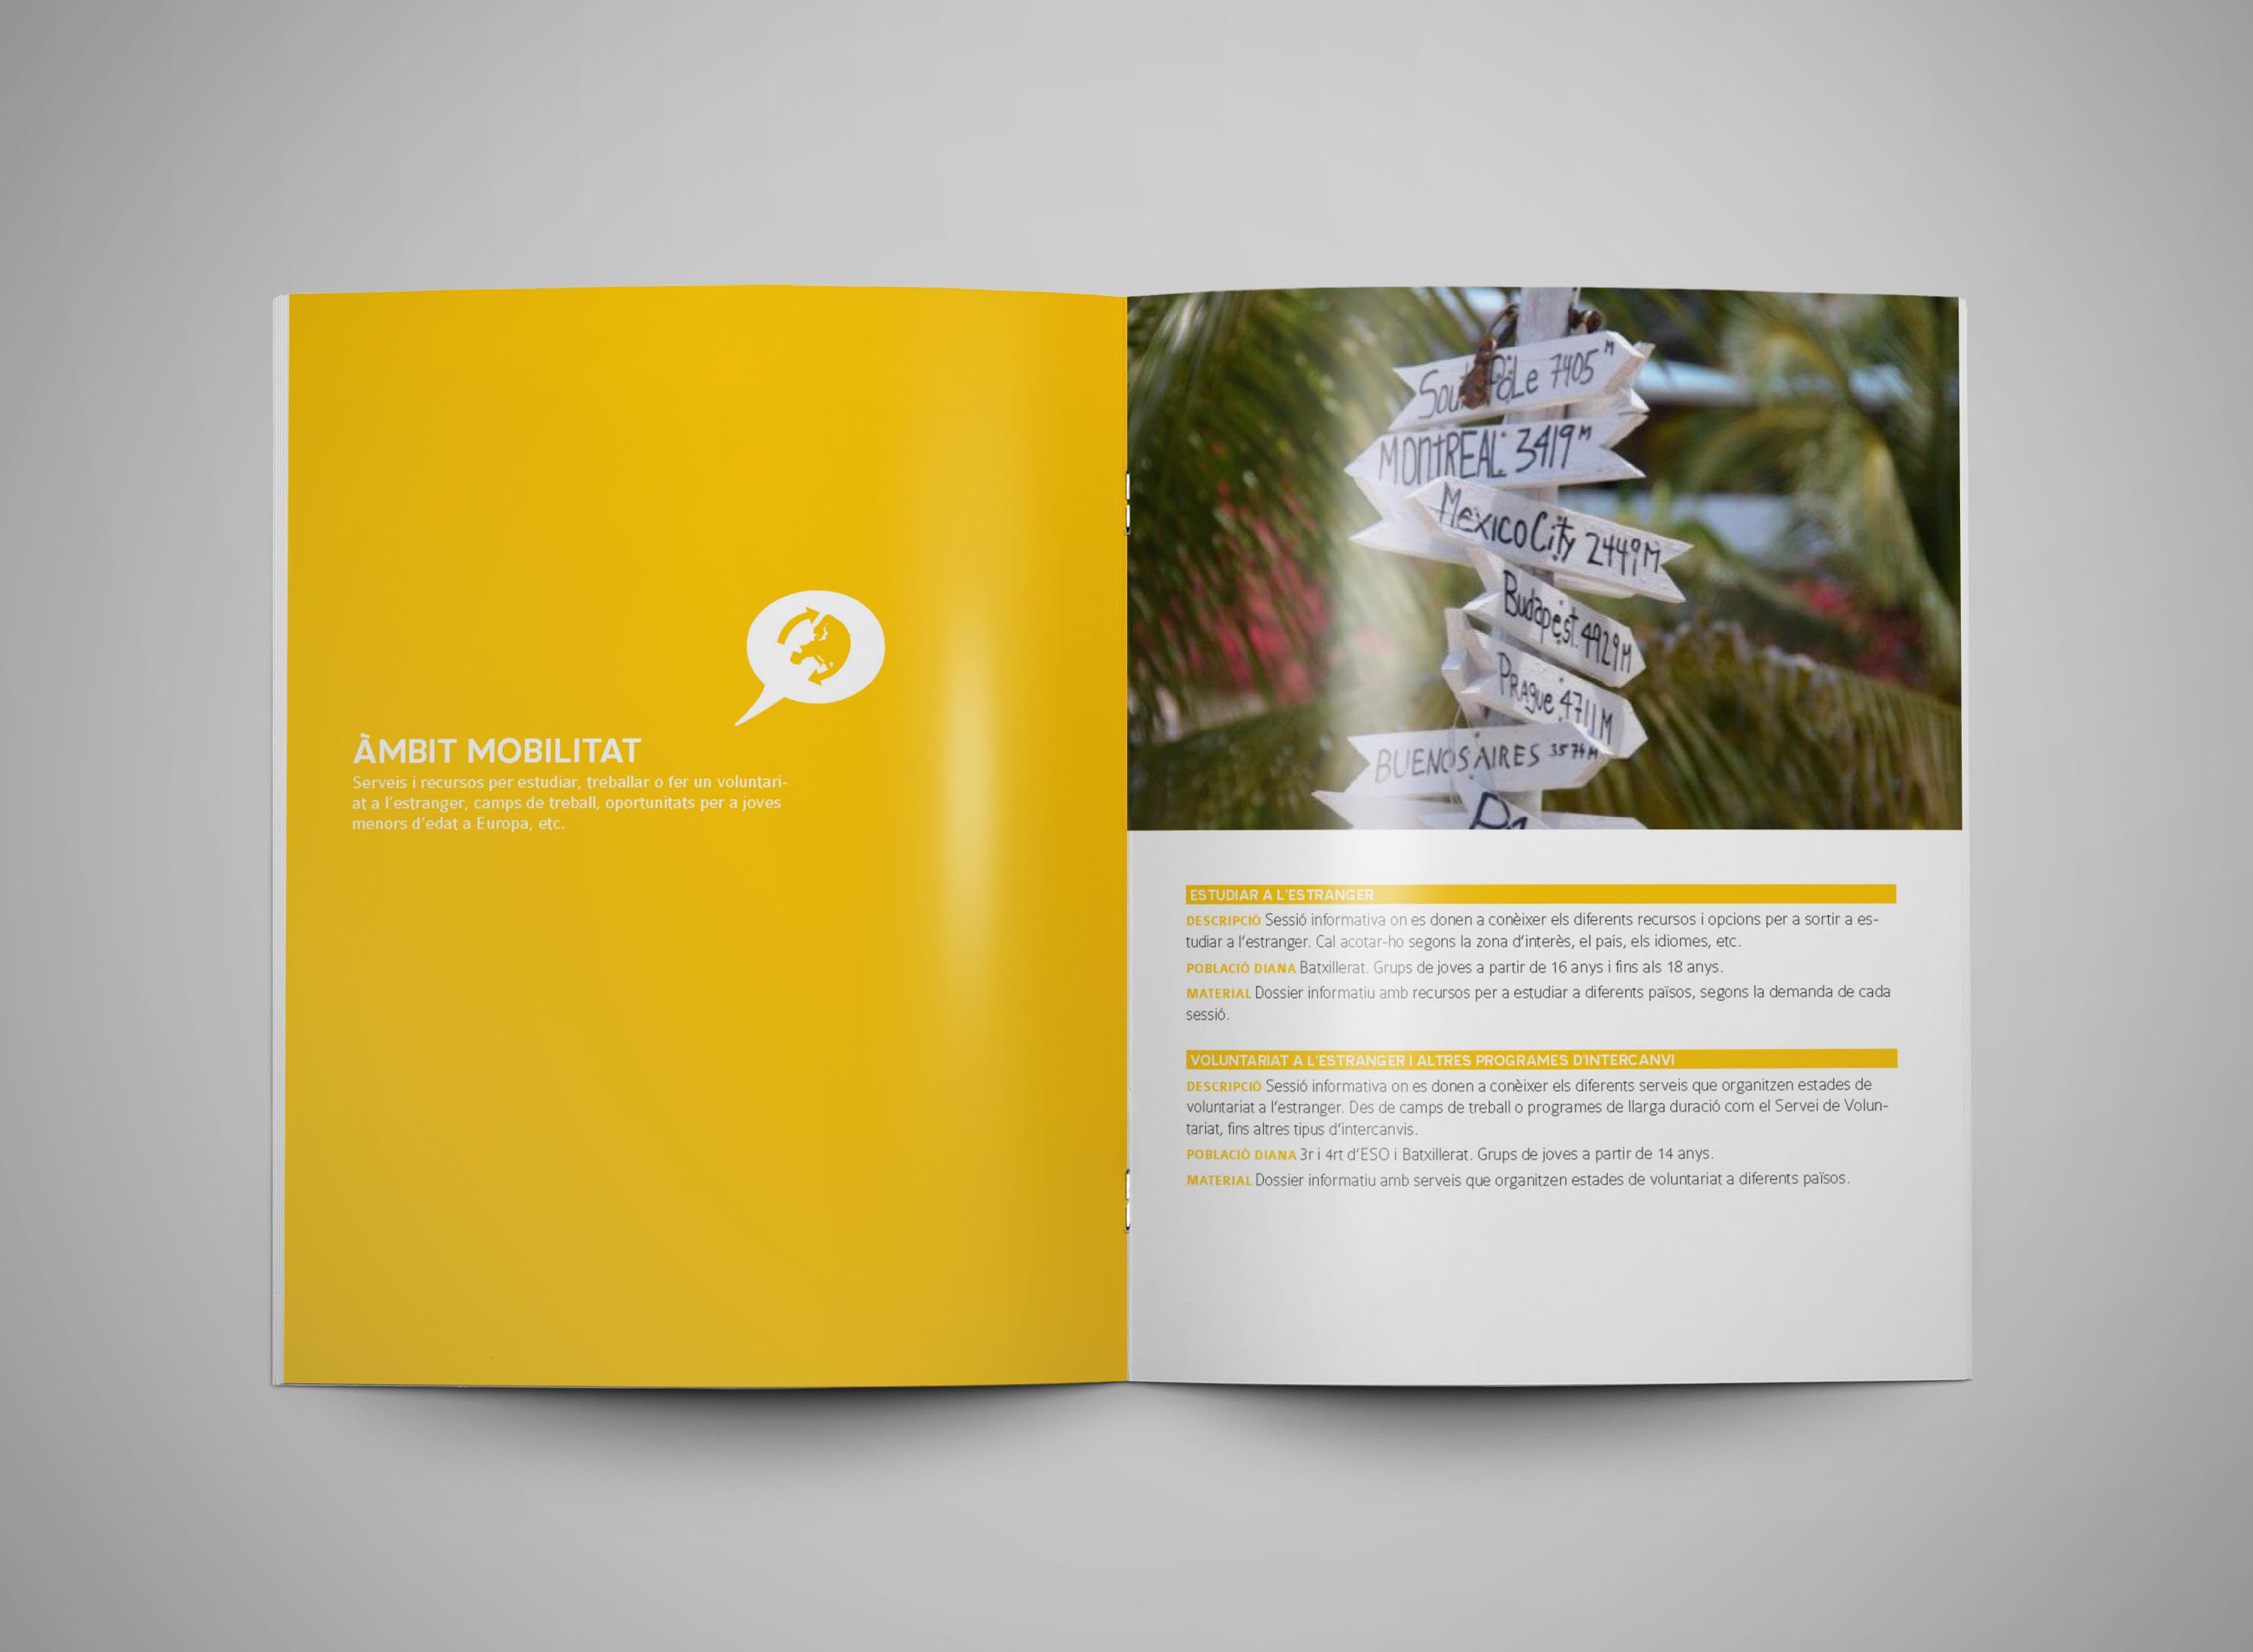 ÀMBIT MOBILITAT
Serveis i recursos per estudiar, treballar o fer un voluntari-
at a l'estranger, camps de treball, oportunitats per a joves
menors d'edat a Europa, etc.
South Pole 7405 M
MONTREAL: 3419 M
Mexico City 2449 M
Budapest. 4929 M
PRAgue 4711 M
BUENOS AIRES 3574 M
ESTUDIAR A L'ESTRANGER
DESCRIPCIÓ Sessió informativa on es donen a conèixer els diferents recursos i opcions per a sortir a es-
tudiar a l'estranger. Cal acotar-ho segons la zona d'interès, el país, els idiomes, etc.
POBLACIÓ DIANA Batxillerat. Grups de joves a partir de 16 anys i fins als 18 anys.
MATERIAL Dossier informatiu amb recursos per a estudiar a diferents països, segons la demanda de cada
sessió.
VOLUNTARIAT A L'ESTRANGER I ALTRES PROGRAMES D'INTERCANVI
DESCRIPCIÓ Sessió informativa on es donen a conèixer els diferents serveis que organitzen estades de
voluntariat a l'estranger. Des de camps de treball o programes de llarga duració com el Servei de Volun-
tariat, fins altres tipus d'intercanvis.
POBLACIÓ DIANA 3r i 4rt d'ESO i Batxillerat. Grups de joves a partir de 14 anys.
MATERIAL Dossier informatiu amb serveis que organitzen estades de voluntariat a diferents països.